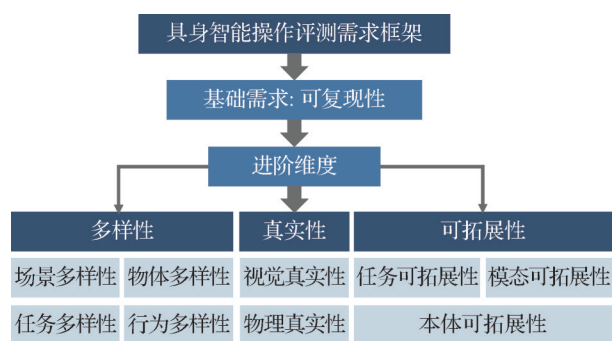 具身智能操作评测需求框架
基础需求: 可复现性
进阶维度
多样性 真实性 可拓展性
场景多样性 物体多样性 视觉真实性 任务可拓展性 模态可拓展性
任务多样性 行为多样性 物理真实性 本体可拓展性